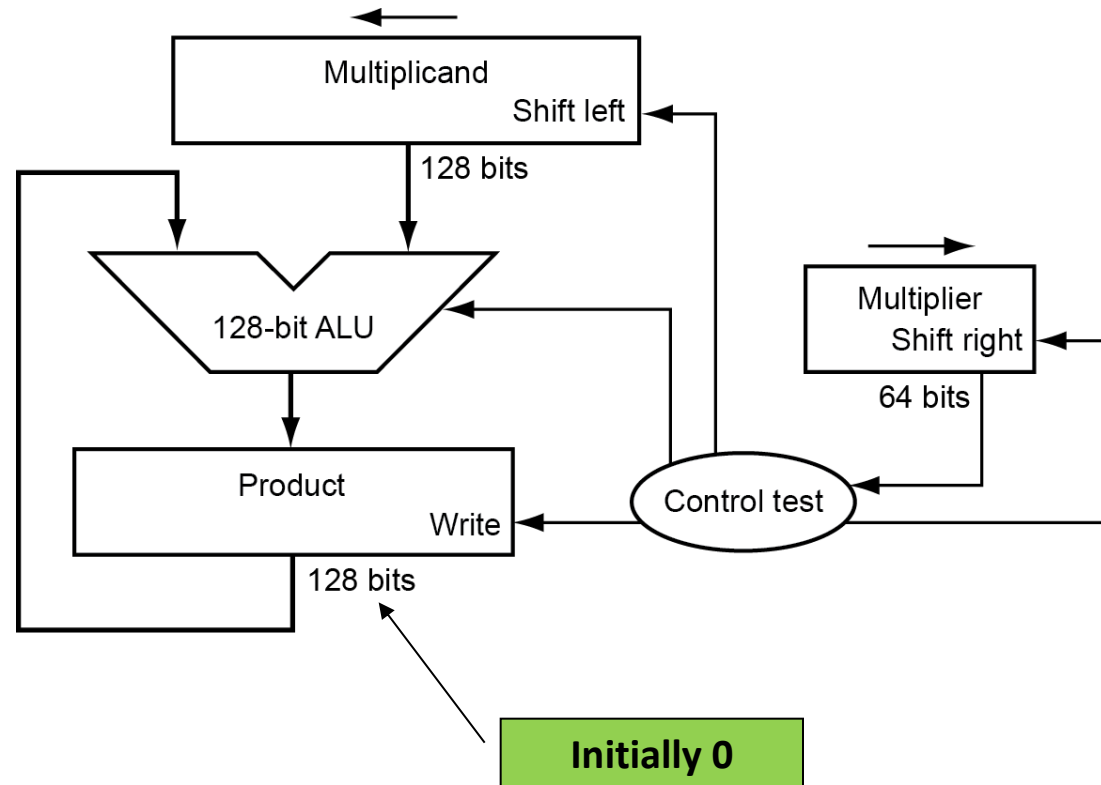 Multiplicand
Shift left
128 bits
128-bit ALU
Multiplier
Shift right
64 bits
Product
Write
Control test
128 bits
Initially 0